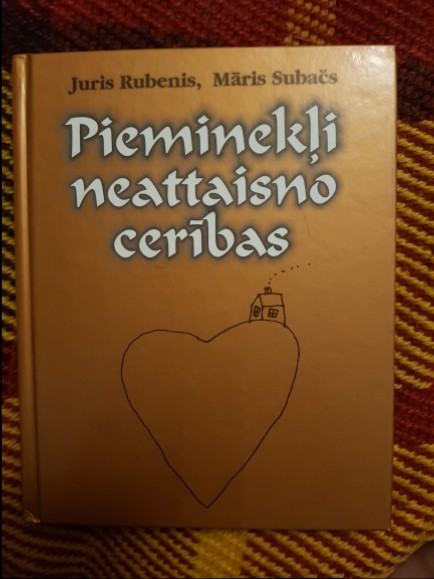 Juris Rubenis, Māris Subačs
Pieminekļi
neattaisno
cerības